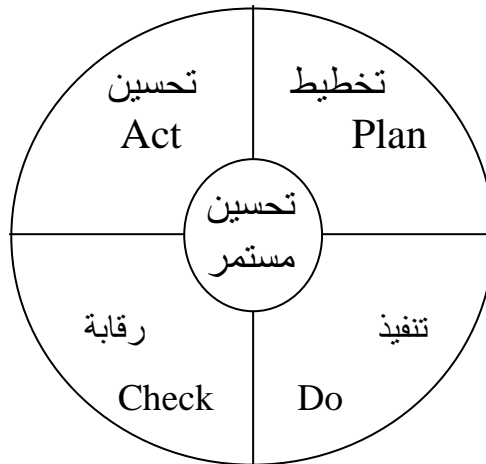 تخطيط
Plan
تنفيذ
Do
رقابة
Check
تحسين
Act
تحسين
مستمر